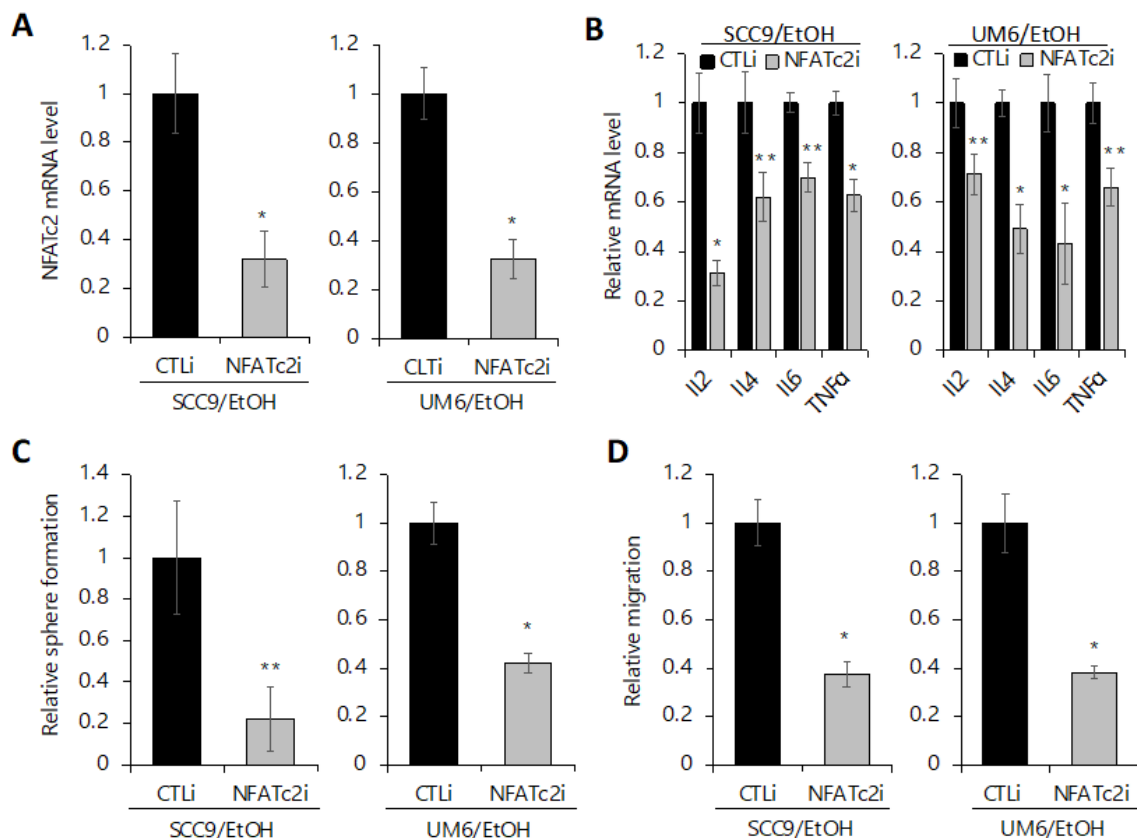 A
NFATc2 mRNA level
1.2
1
0.8
0.6
0.4
0.2
0
*
CTLi NFATc2i
SCC9/EtOH
1.2
1
0.8
0.6
0.4
0.2
0
*
CLTi NFATc2i
UM6/EtOH
B
Relative mRNA level
SCC9/EtOH
CTLi NFATc2i
1.2
1
0.8
0.6
0.4
0.2
0
* ** ** *
IL2 IL4 IL6 TNFα
UM6/EtOH
CTLi NFATc2i
1.2
1
0.8
0.6
0.4
0.2
0
** * * **
IL2 IL4 IL6 TNFα
C
Relative sphere formation
1.4
1.2
1
0.8
0.6
0.4
0.2
0
**
CTLi NFATc2i
SCC9/EtOH
1.2
1
0.8
0.6
0.4
0.2
0
*
CTLi NFATc2i
UM6/EtOH
D
Relative migration
1.2
1
0.8
0.6
0.4
0.2
0
*
CTLi NFATc2i
SCC9/EtOH
1.2
1
0.8
0.6
0.4
0.2
0
*
CTLi NFATc2i
UM6/EtOH